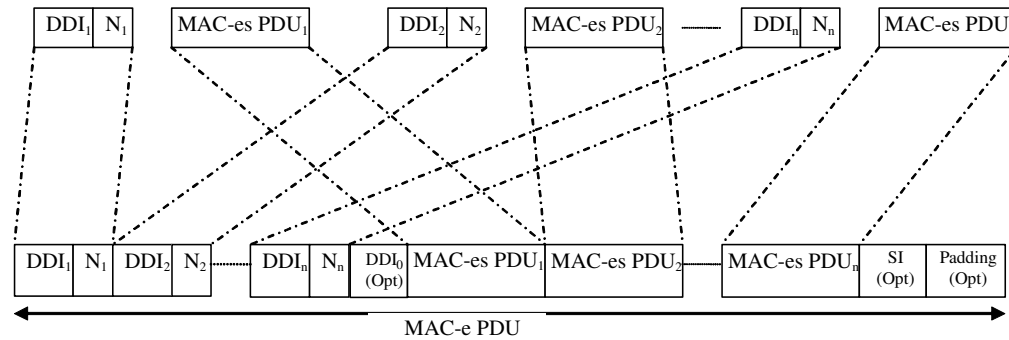 DDI₁ N₁ MAC-es PDU₁ DDI₂ N₂ MAC-es PDU₂ DDIₙ Nₙ MAC-es PDU
DDI₁ N₁ DDI₂ N₂ DDIₙ Nₙ DDI₀ (Opt) MAC-es PDU₁ MAC-es PDU₂ MAC-es PDUₙ SI (Opt) Padding (Opt)
MAC-e PDU